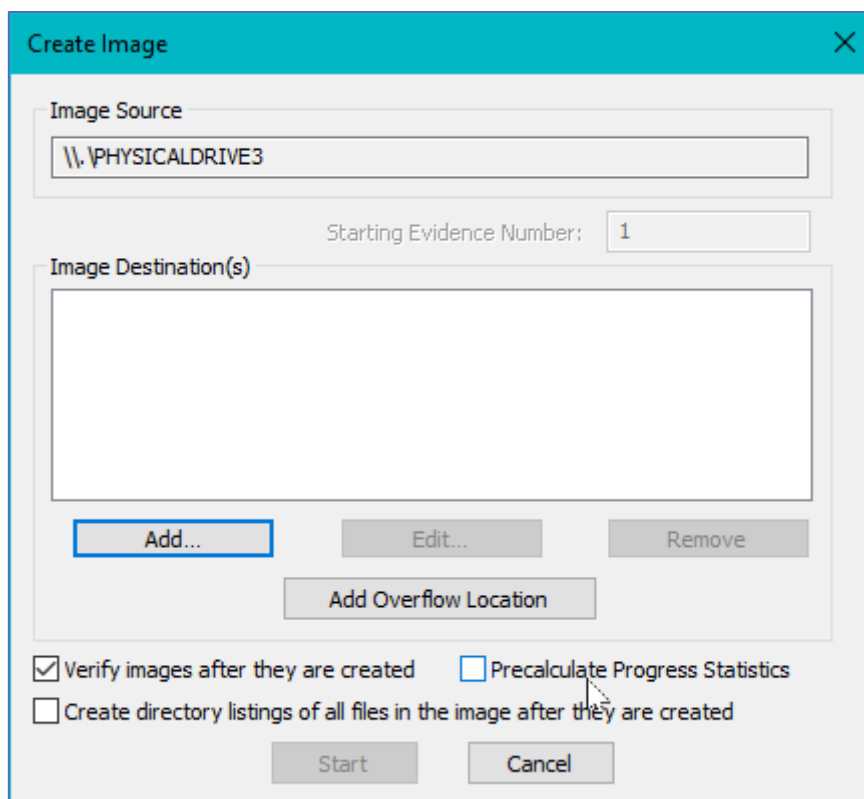 Create Image
Image Source
\\.\PHYSICALDRIVE3
Starting Evidence Number: 1
Image Destination(s)
Add... Edit... Remove
Add Overflow Location
Verify images after they are created Precalculate Progress Statistics
Create directory listings of all files in the image after they are created
Start Cancel